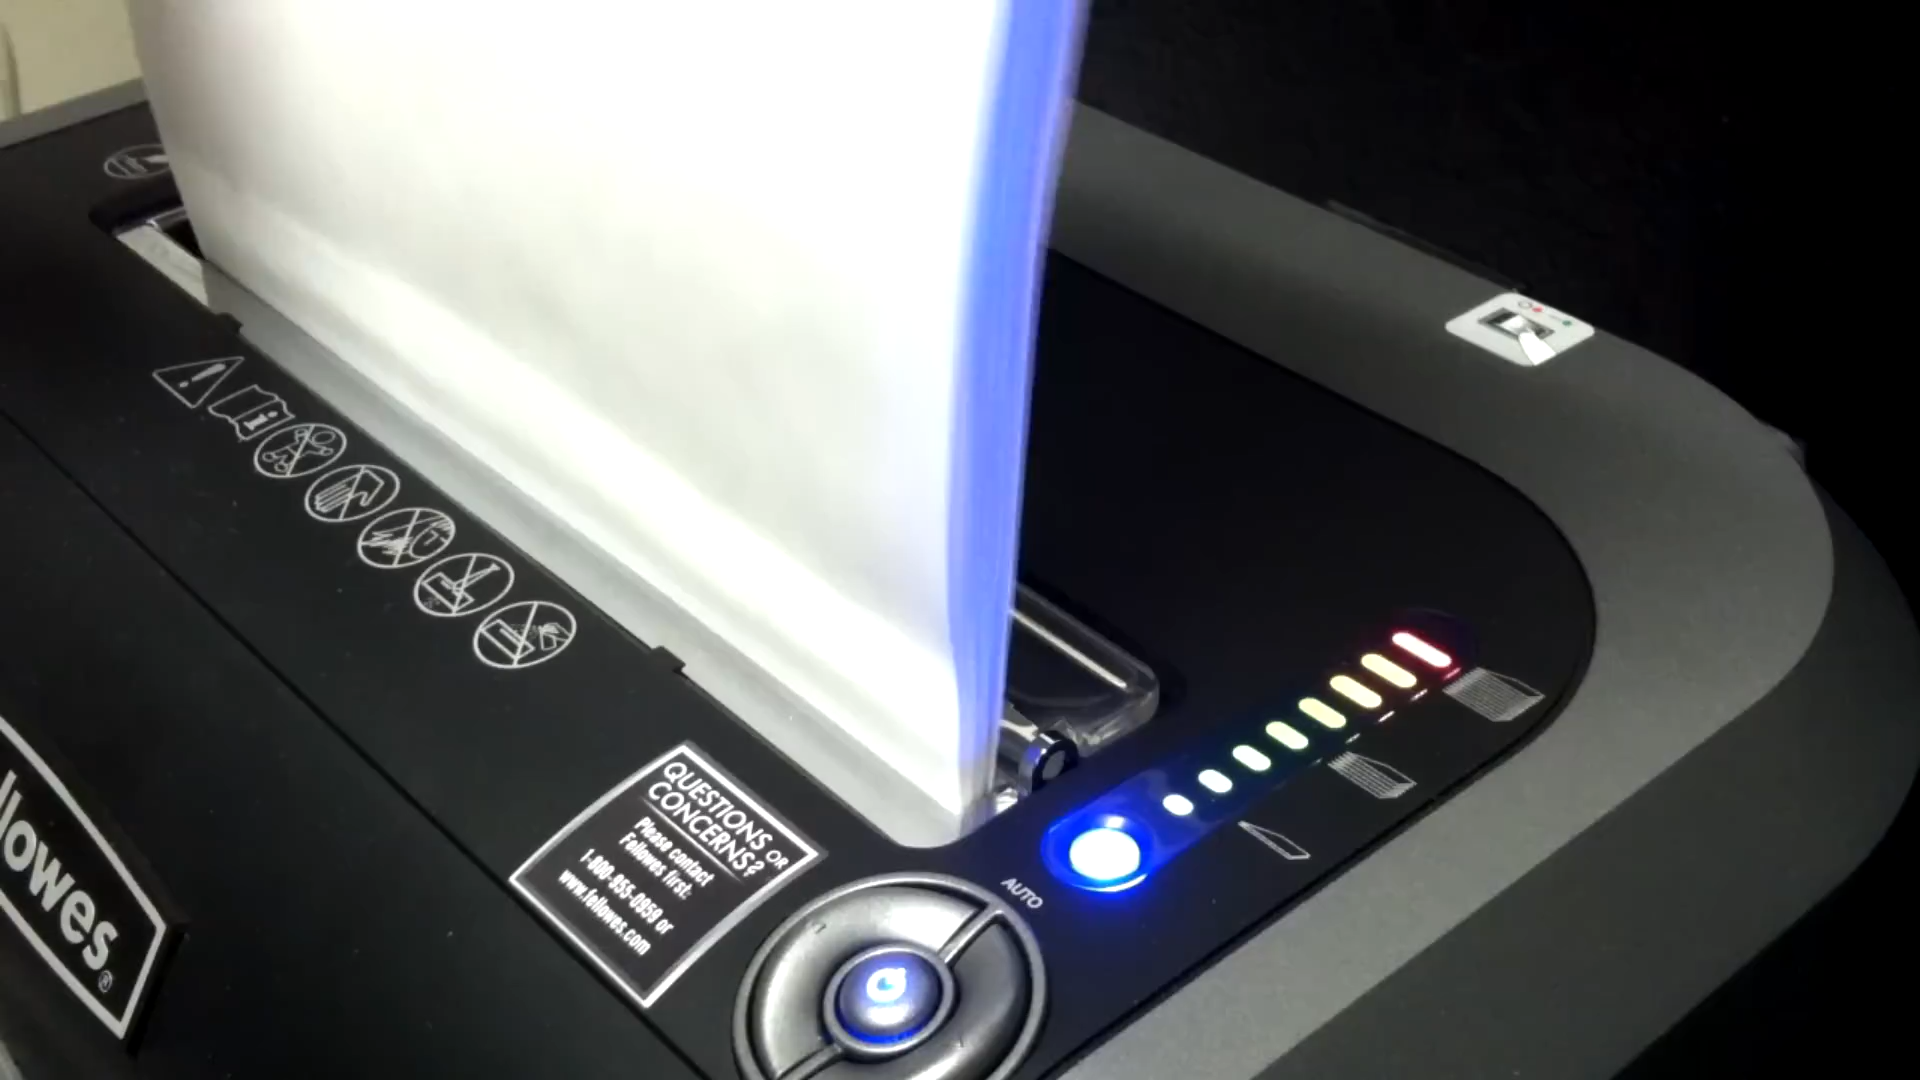 QUESTIONS OR
CONCERNS?
Please contact
Fellowes first:
1-800-955-0959 or
www.fellowes.com
AUTO
llowes®